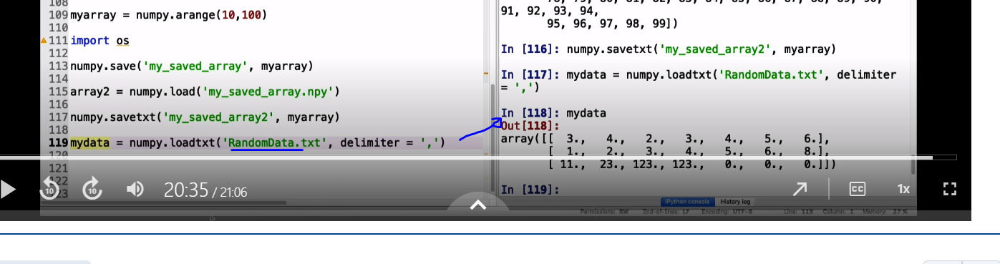 108
109 myarray = numpy.arange(10,100)
110
111 import os
112
113 numpy.save('my_saved_array', myarray)
114
115 array2 = numpy.load('my_saved_array.npy')
116
117 numpy.savetxt('my_saved_array2', myarray)
118
119 mydata = numpy.loadtxt('RandomData.txt', delimiter = ',')
120
121
122
123
91, 92, 93, 94,
95, 96, 97, 98, 99])
In [116]: numpy.savetxt('my_saved_array2', myarray)
In [117]: mydata = numpy.loadtxt('RandomData.txt', delimiter
= ',')
In [118]: mydata
Out[118]:
array([[ 3., 4., 2., 3., 4., 5., 6.],
[ 1., 2., 3., 4., 5., 6., 8.],
[ 11., 23., 123., 123., 0., 0., 0.]])
In [119]:
IPython console History log
Permissions: RW End-of-lines: LF Encoding: UTF-8 Line: 119 Column: 1 Memory: 27 %
10 10 20:35 / 21:06 CC 1x